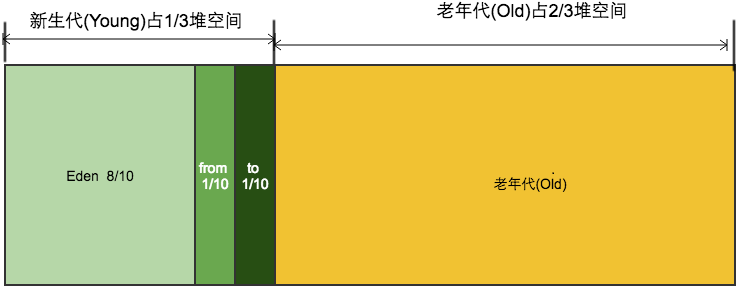 新生代(Young)占1/3堆空间
老年代(Old)占2/3堆空间
Eden 8/10
from
1/10
to
1/10
老年代(Old)